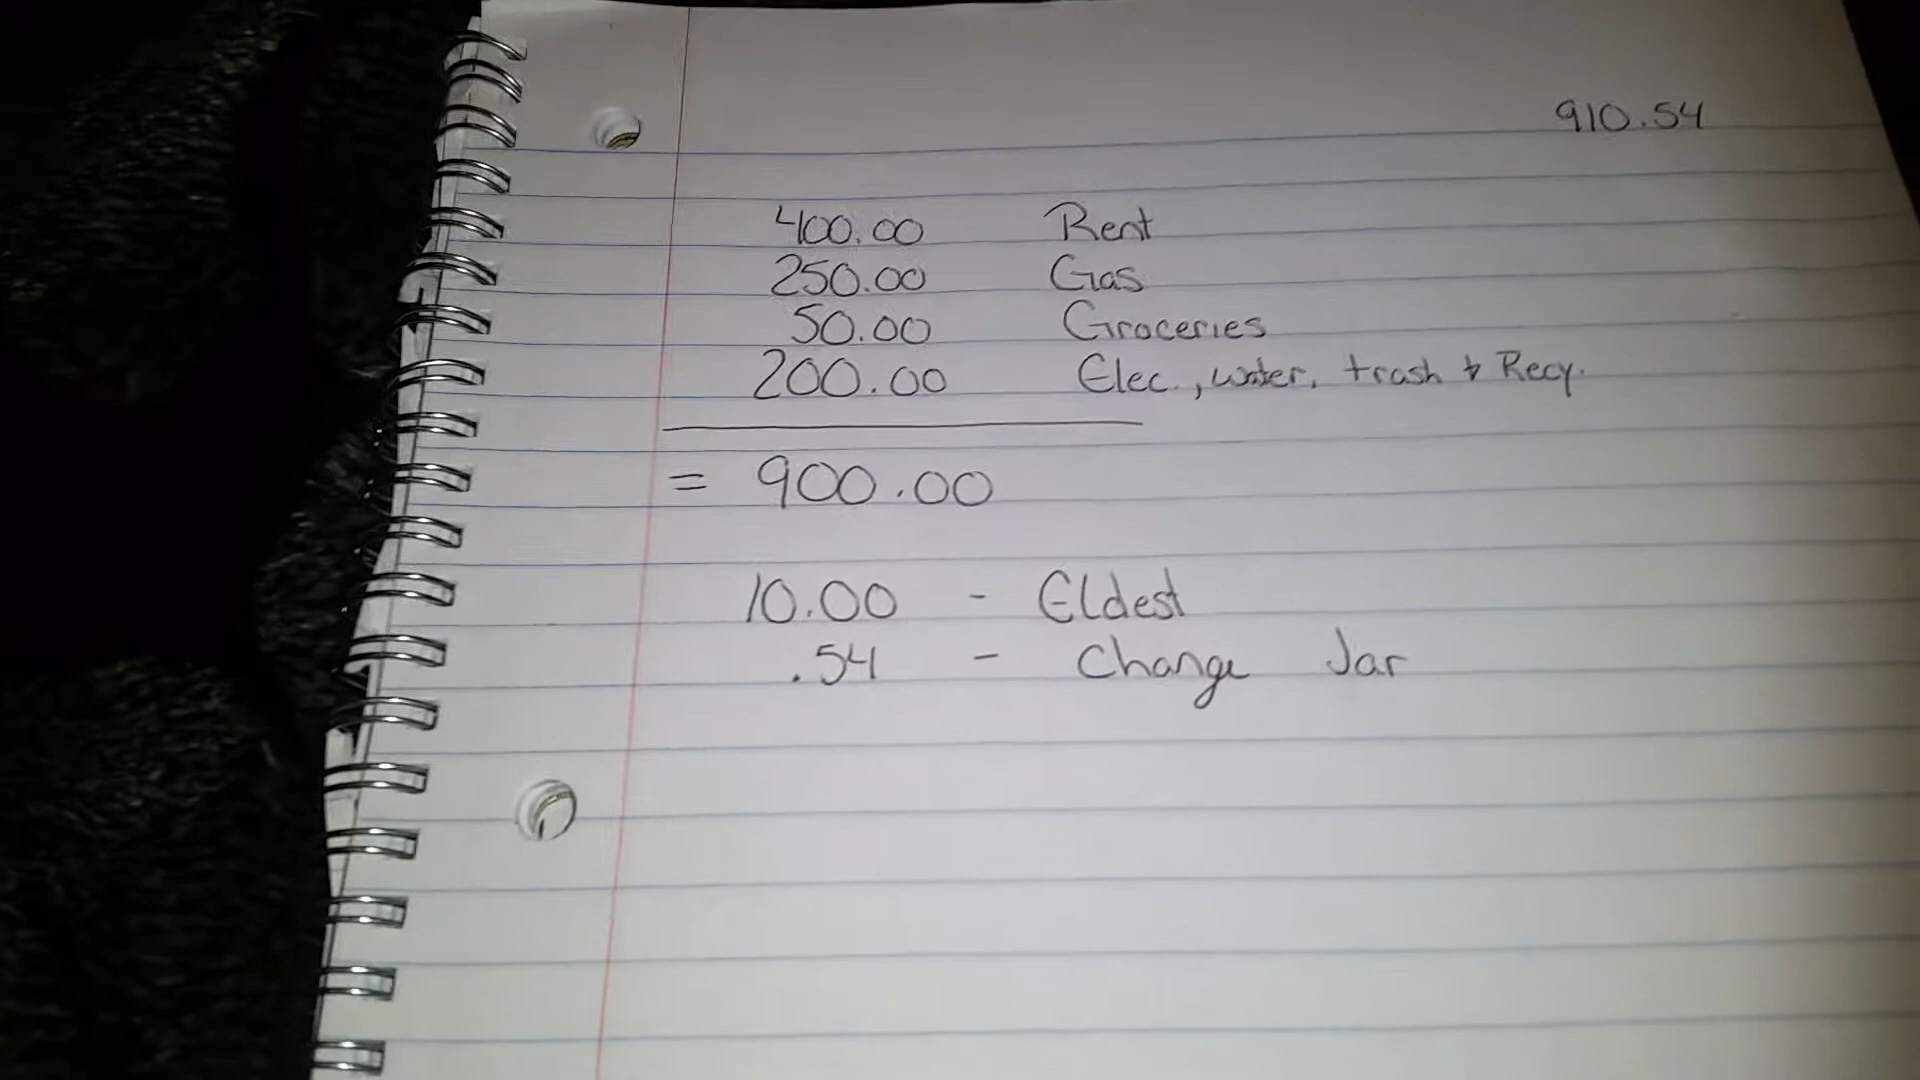 910.54
400.00 Rent
250.00 Gas
50.00 Groceries
200.00 Elec., water, trash & Recy.
= 900.00
10.00 - Eldest
.54 - Change Jar